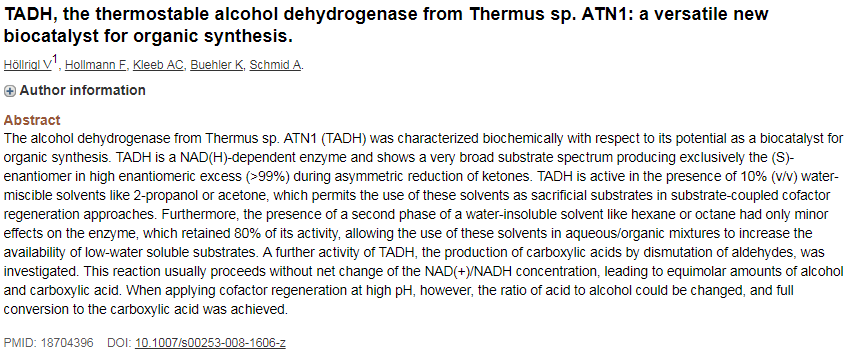 TADH, the thermostable alcohol dehydrogenase from Thermus sp. ATN1: a versatile new
biocatalyst for organic synthesis.
Höllrigl V1, Hollmann F, Kleeb AC, Buehler K, Schmid A.
Author information
Abstract
The alcohol dehydrogenase from Thermus sp. ATN1 (TADH) was characterized biochemically with respect to its potential as a biocatalyst for
organic synthesis. TADH is a NAD(H)-dependent enzyme and shows a very broad substrate spectrum producing exclusively the (S)-
enantiomer in high enantiomeric excess (>99%) during asymmetric reduction of ketones. TADH is active in the presence of 10% (v/v) water-
miscible solvents like 2-propanol or acetone, which permits the use of these solvents as sacrificial substrates in substrate-coupled cofactor
regeneration approaches. Furthermore, the presence of a second phase of a water-insoluble solvent like hexane or octane had only minor
effects on the enzyme, which retained 80% of its activity, allowing the use of these solvents in aqueous/organic mixtures to increase the
availability of low-water soluble substrates. A further activity of TADH, the production of carboxylic acids by dismutation of aldehydes, was
investigated. This reaction usually proceeds without net change of the NAD(+)/NADH concentration, leading to equimolar amounts of alcohol
and carboxylic acid. When applying cofactor regeneration at high pH, however, the ratio of acid to alcohol could be changed, and full
conversion to the carboxylic acid was achieved.
PMID: 18704396 DOI: 10.1007/s00253-008-1606-z